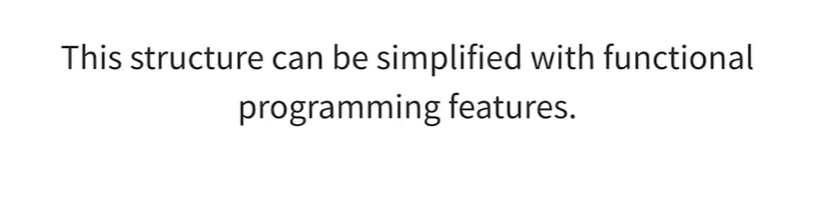 This structure can be simplified with functional
programming features.